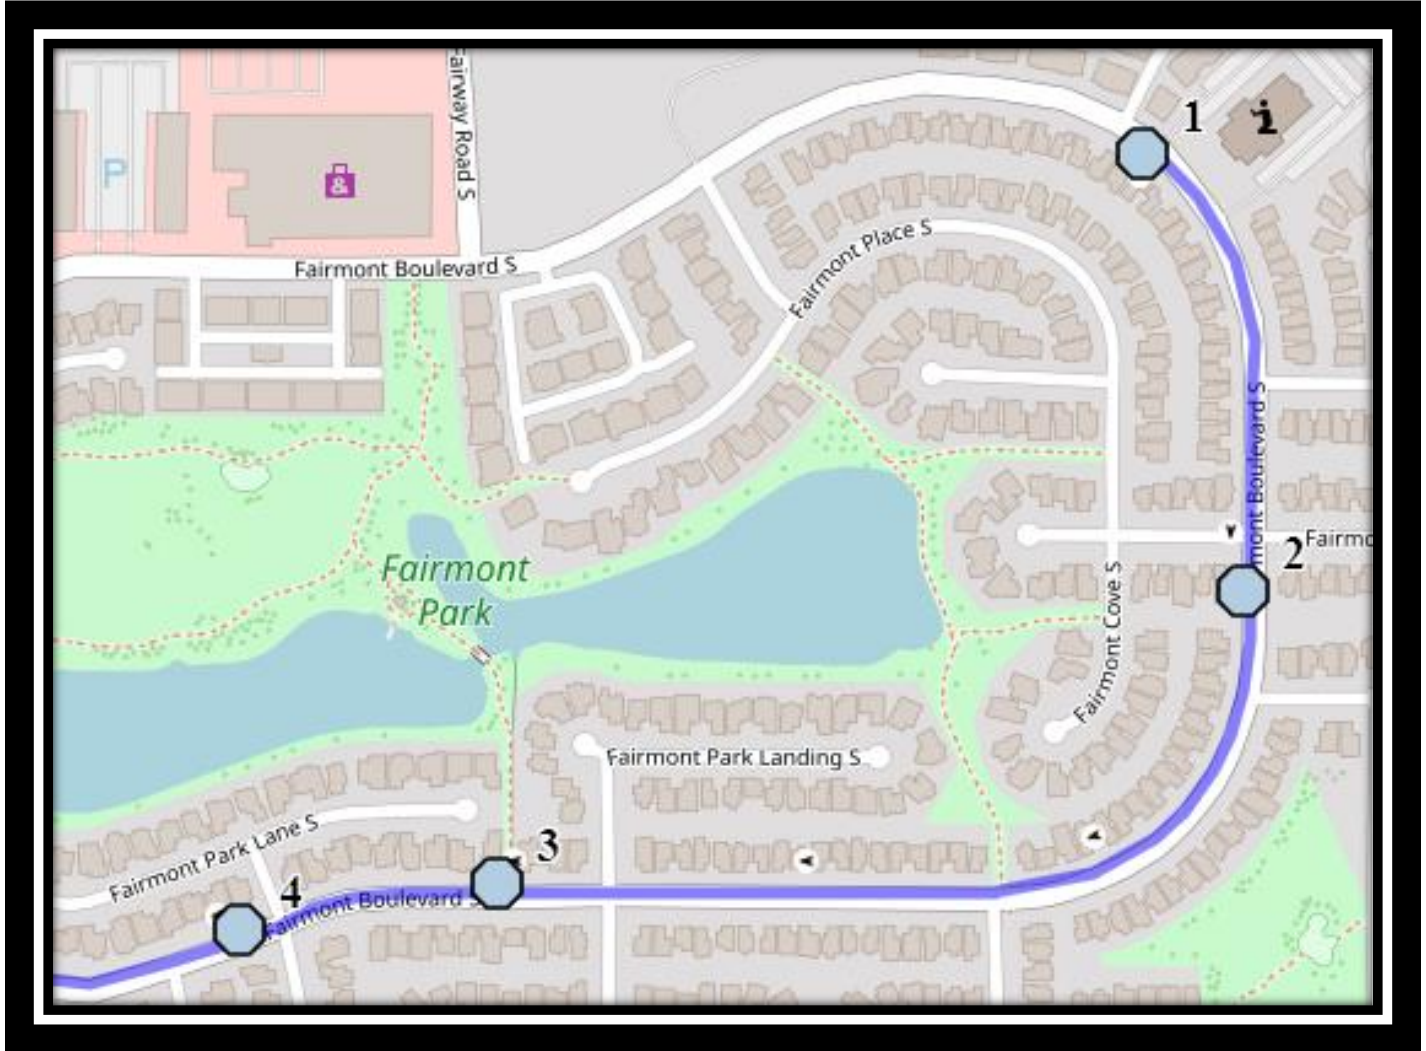 Fairway Road S
1
P
&
Fairmont Place S
Fairmont Boulevard S
mont Boulevard S
2
Fairmo
Fairmont
Park
Fairmont Cove S
Fairmont Park Landing S
3
Fairmont Park Lane S
4
Fairmont Boulevard S